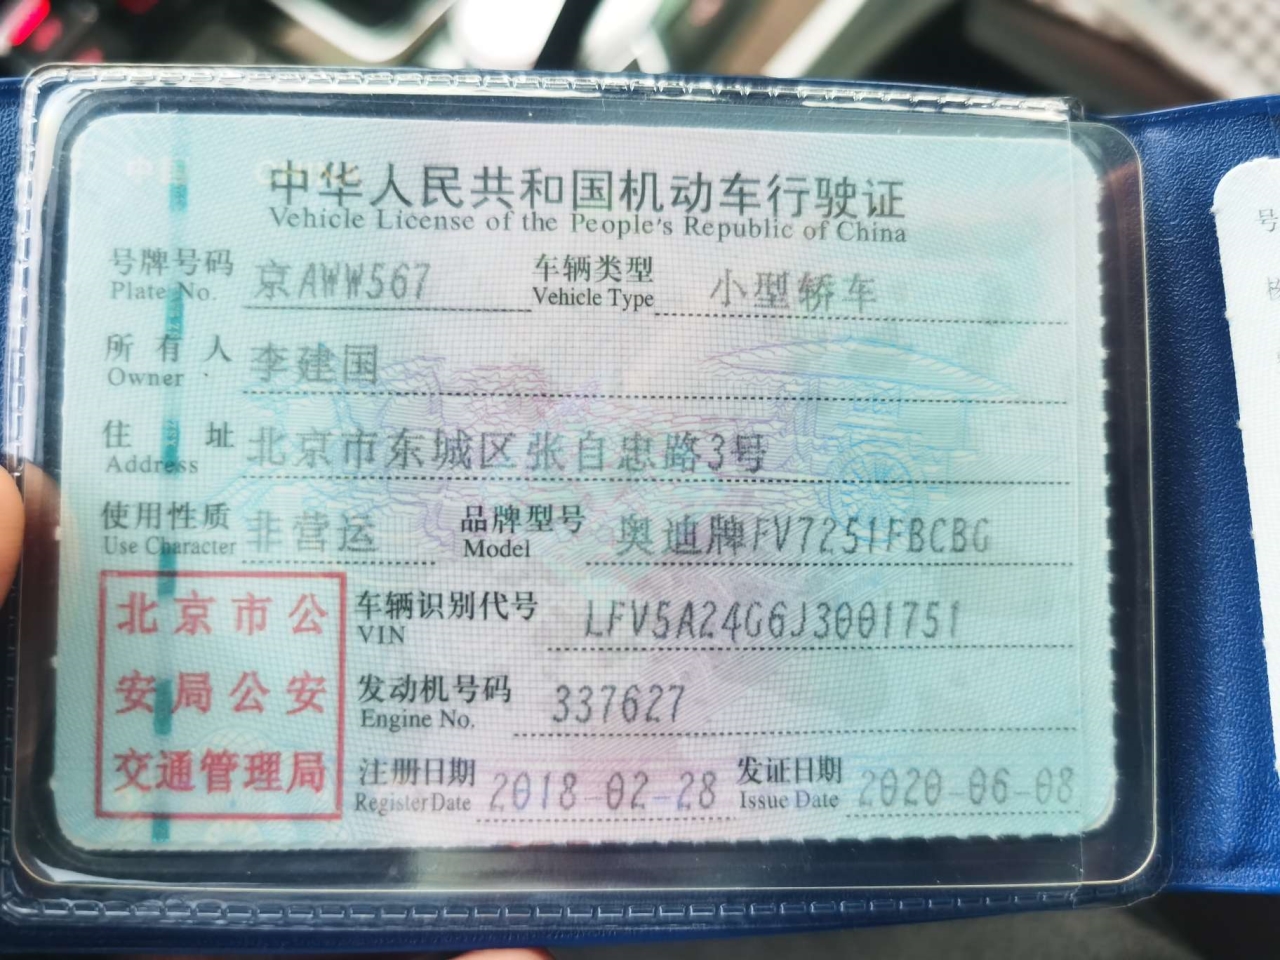 中华人民共和国机动车行驶证
Vehicle License of the People's Republic of China
号牌号码 京AWW567 车辆类型 小型轿车
Plate No. Vehicle Type
所有人 李建国
Owner
住址 北京市东城区张自忠路3号
Address
使用性质 非营运 品牌型号 奥迪牌FV7251FBCBG
Use Character Model
北京市公
安局公安
交通管理局
车辆识别代号 LFV5A24G6J3001751
VIN
发动机号码 337627
Engine No.
注册日期 2018-02-28 发证日期 2020-06-08
Register Date Issue Date
号